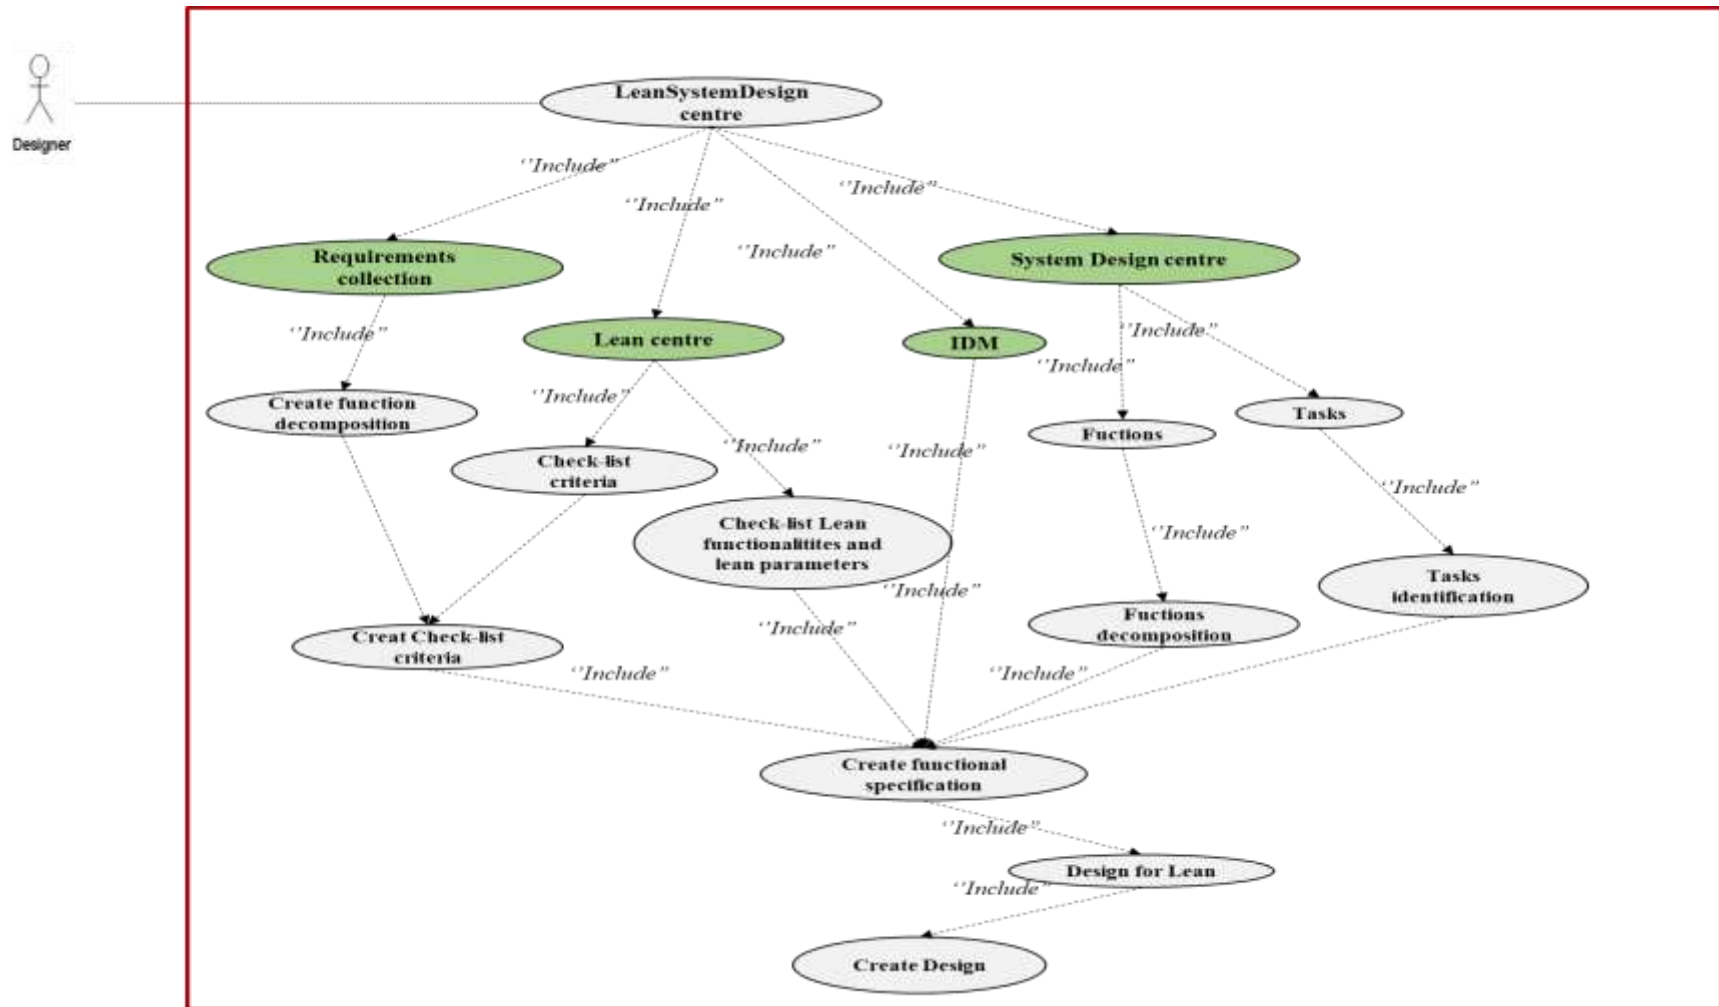 LeanSystemDesign
centre
Designer
‘’Include”
‘’Include”
‘’Include”
‘’Include”
Requirements
collection
System Design centre
‘’Include”
Lean centre
IDM
‘’Include”
‘’Include”
Create function
decomposition
‘’Include”
Tasks
Fuctions
‘’Include”
‘’Include”
Check-list
criteria
‘’Include”
Check-list Lean
functionalitites and
lean parameters
‘’Include”
Tasks
identification
‘’Include”
Fuctions
decomposition
‘’Include”
Creat Check-list
criteria
‘’Include”
‘’Include”
Create functional
specification
‘’Include”
Design for Lean
‘’Include”
Create Design